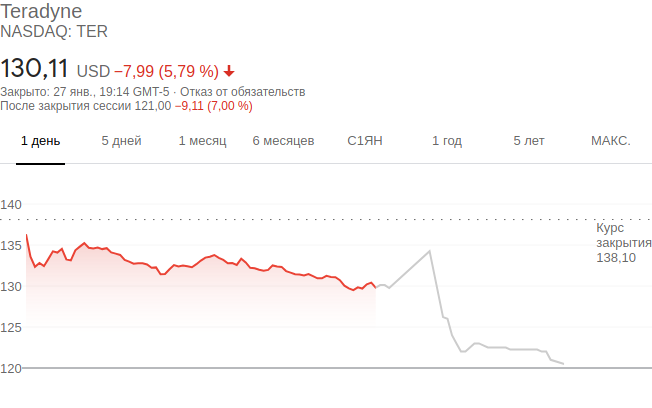 Teradyne
NASDAQ: TER
130,11 USD −7,99 (5,79 %)
Закрыто: 27 янв., 19:14 GMT-5 · Отказ от обязательств
После закрытия сессии 121,00 −9,11 (7,00 %)
1 день 5 дней 1 месяц 6 месяцев С1ЯН 1 год 5 лет МАКС.
140
Курс
закрытия
138,10
135
130
125
120